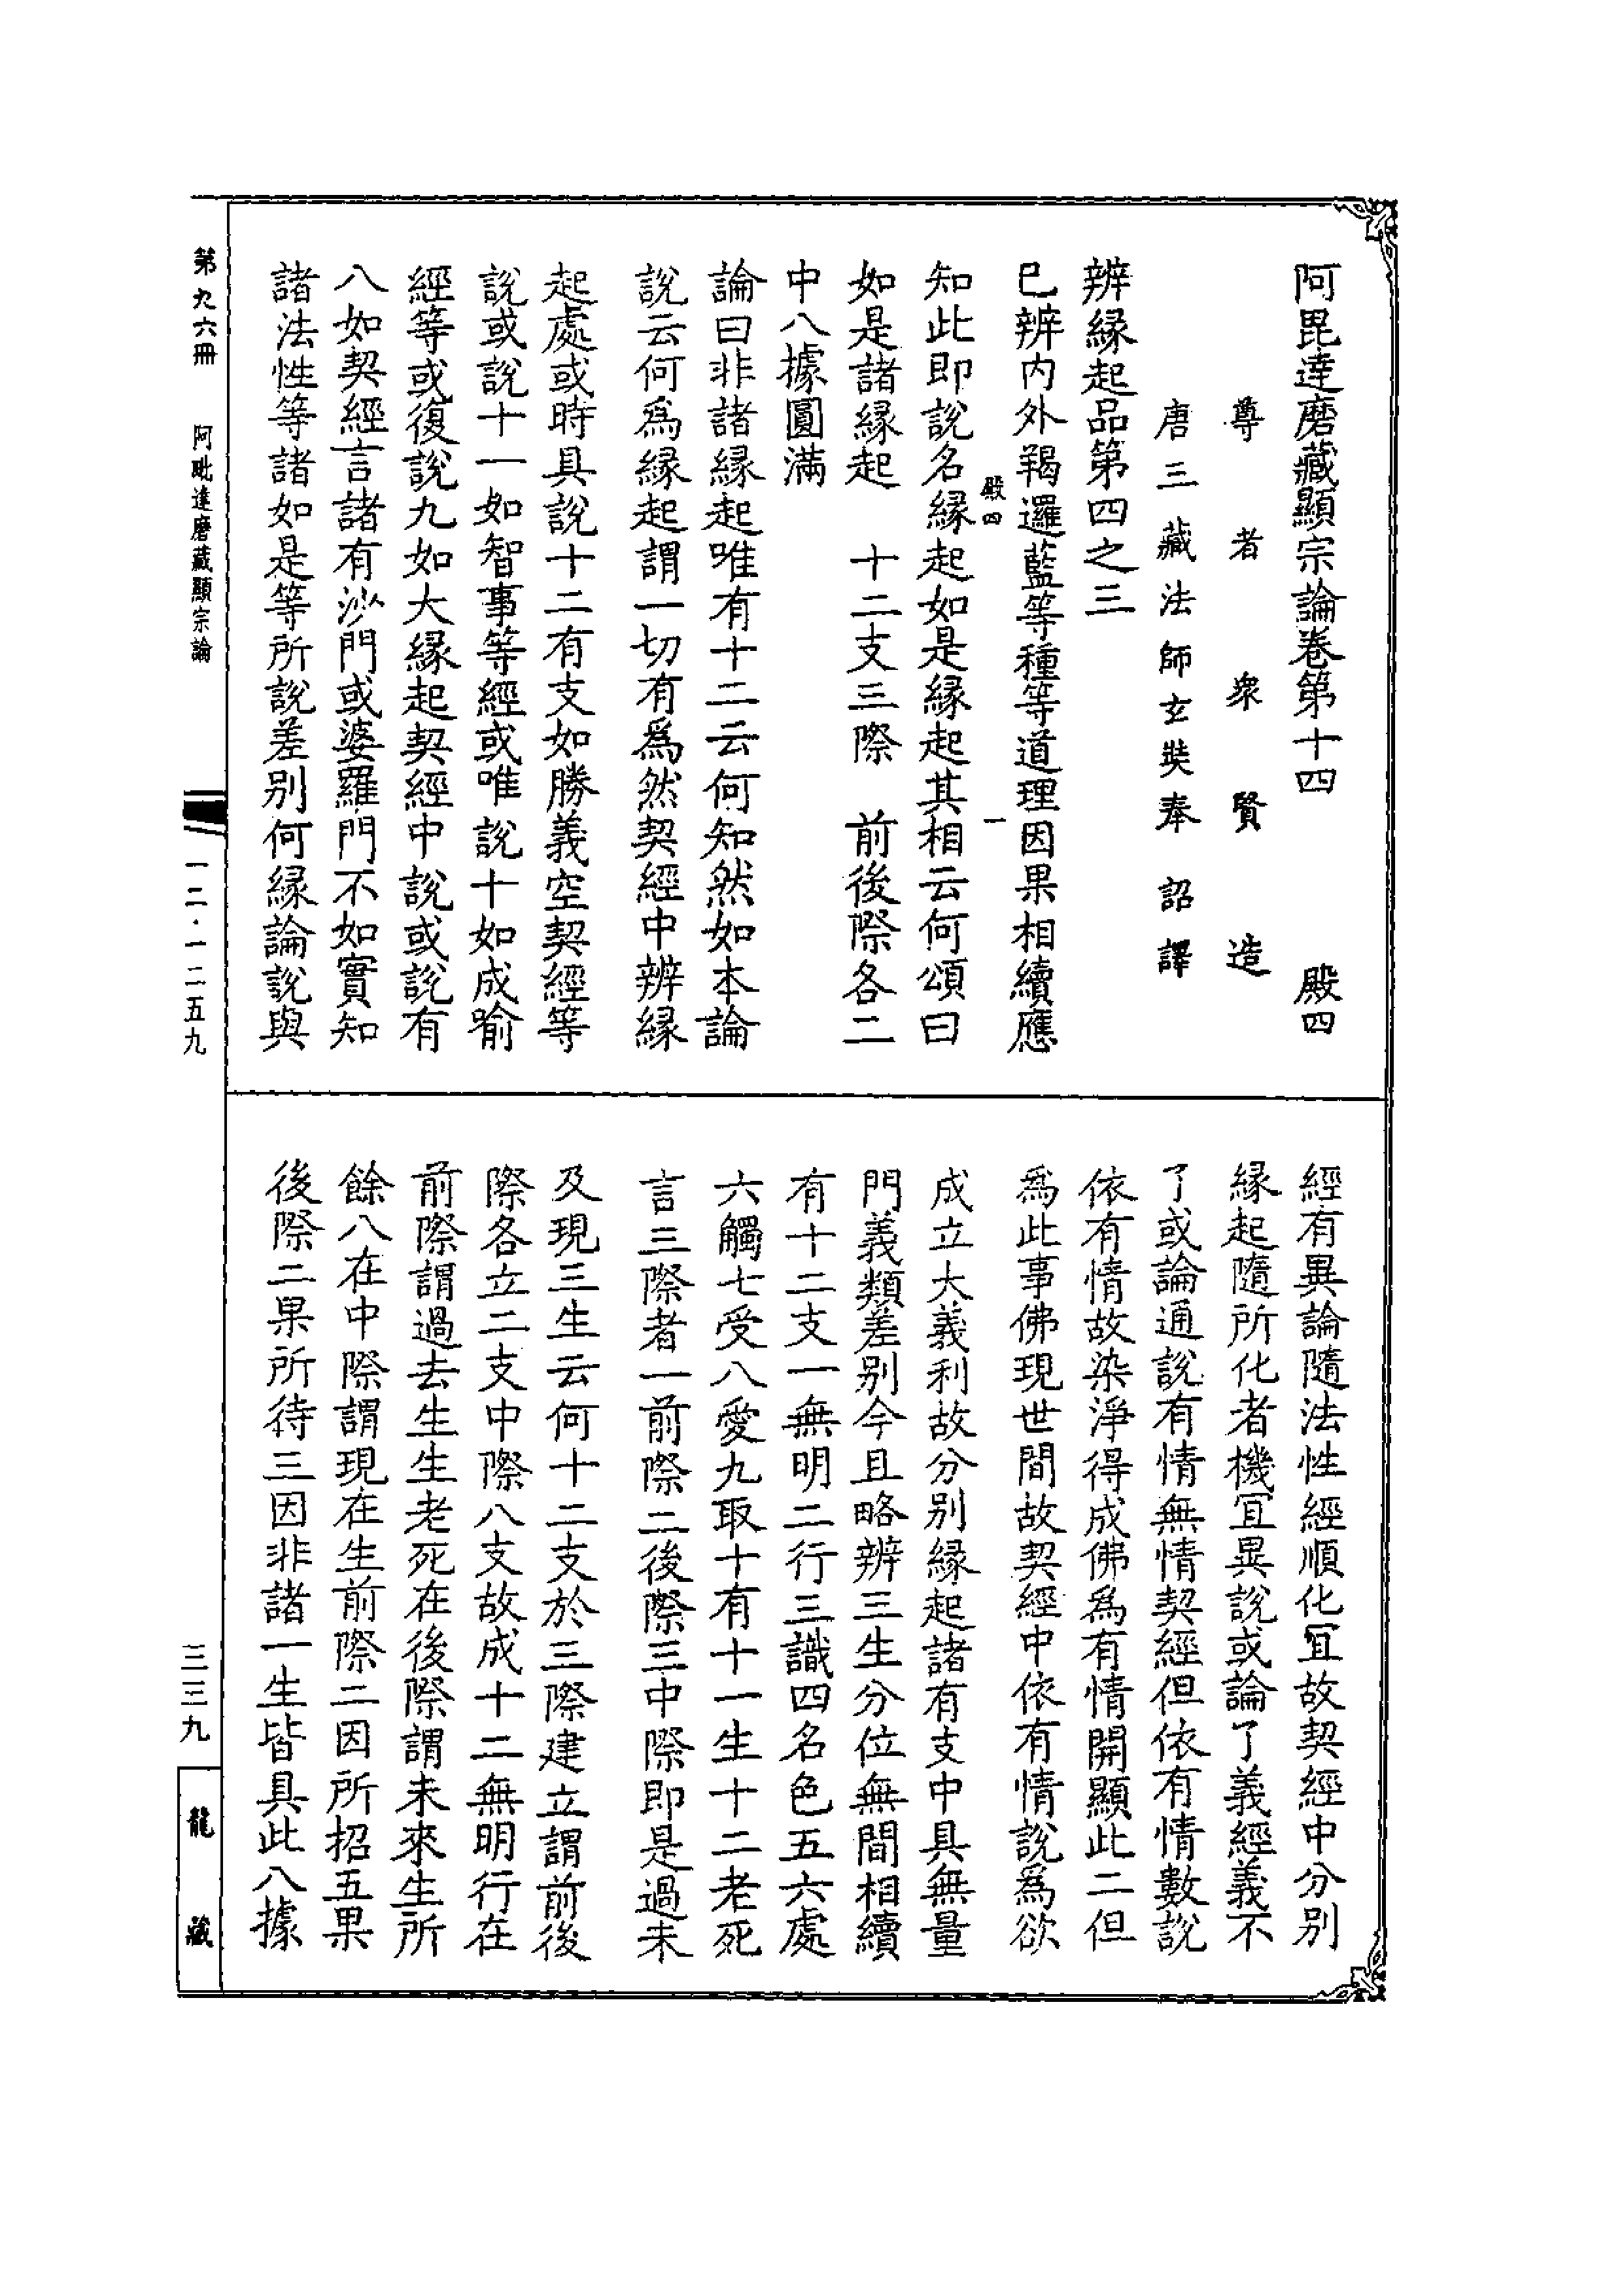 阿毘達磨藏顯宗論卷第十四　殿四
尊者衆賢造
唐三藏法師玄奘奉詔譯
辨緣起品第四之三
已辨內外羯邏藍等種等道理因果相續應
殿四　一
知此即說名緣起如是緣起其相云何頌曰
如是諸緣起　十二支三際　前後際各二
中八據圓滿
論曰非諸緣起唯有十二云何知然如本論
說云何爲緣起謂一切有爲然契經中辨緣
起處或時具說十二有支如勝義空契經等
說或說十一如智事等經或唯說十如成喻
經等或復說九如大緣起契經中說或說有
八如契經言諸有沙門或婆羅門不如實知
諸法性等諸如是等所說差別何緣論說與
經有異論隨法性經順化宜故契經中分別
緣起隨所化者機宜異說或論了義經義不
了或論通說有情無情契經但依有情數說
依有情故染淨得成佛爲有情開顯此二但
爲此事佛現世間故契經中依有情說爲欲
成立大義利故分別緣起諸有支中具無量
門義類差別今且略辨三生分位無間相續
有十二支一無明二行三識四名色五六處
六觸七受八愛九取十有十一生十二老死
言三際者一前際二後際三中際即是過未
及現三生云何十二支於三際建立謂前後
際各立二支中際八支故成十二無明行在
前際謂過去生生老死在後際謂未來生所
餘八在中際謂現在生前際二因所招五果
後際二果所待三因非諸一生皆具此八據
第九六冊　阿毗達磨藏顯宗論
一二·一二五九
三三九
龍藏